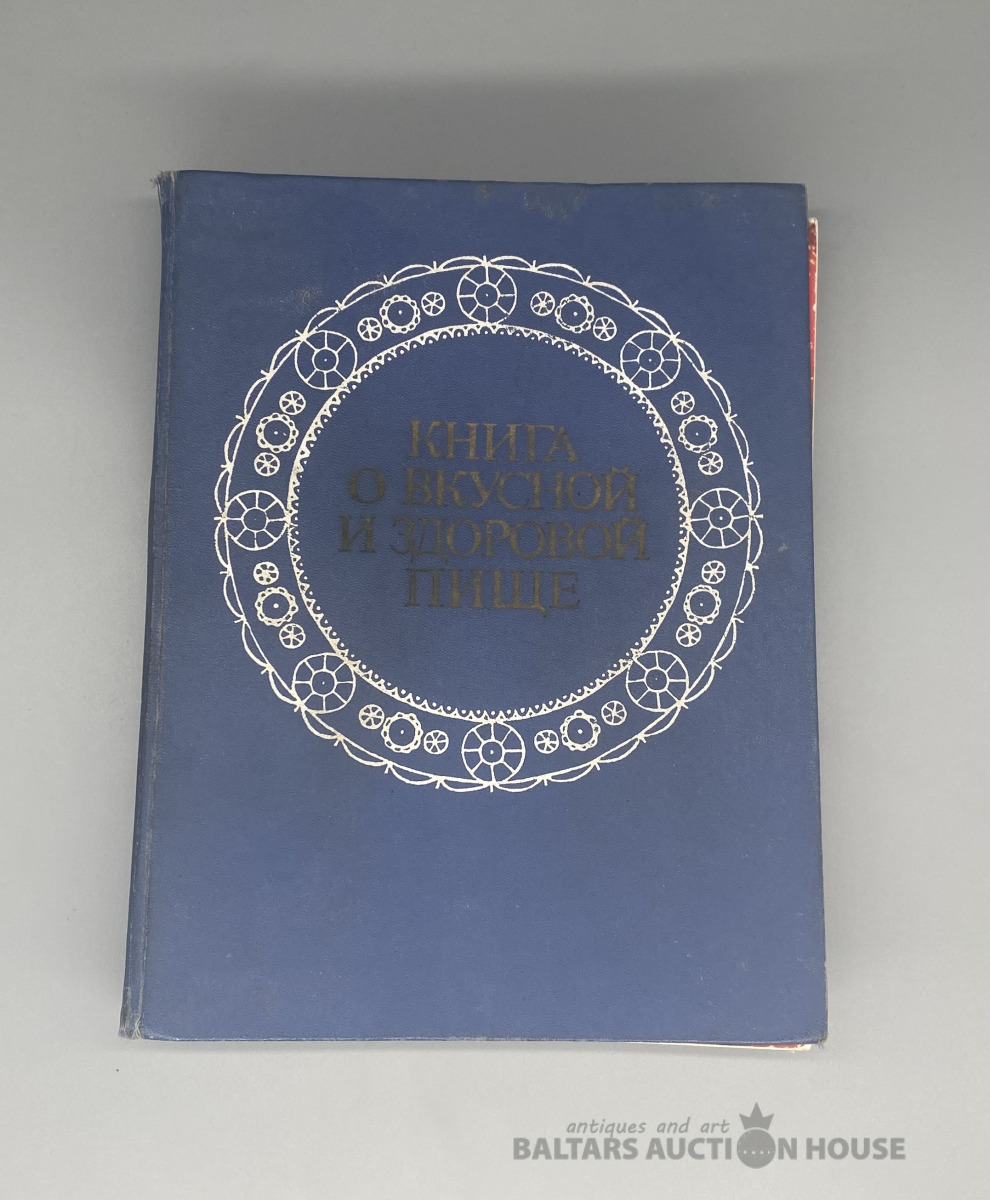 КНИГА
О ВКУСНОЙ
И ЗДОРОВОЙ
ПИЩЕ
antiques and art
BALTARS AUCTION HOUSE